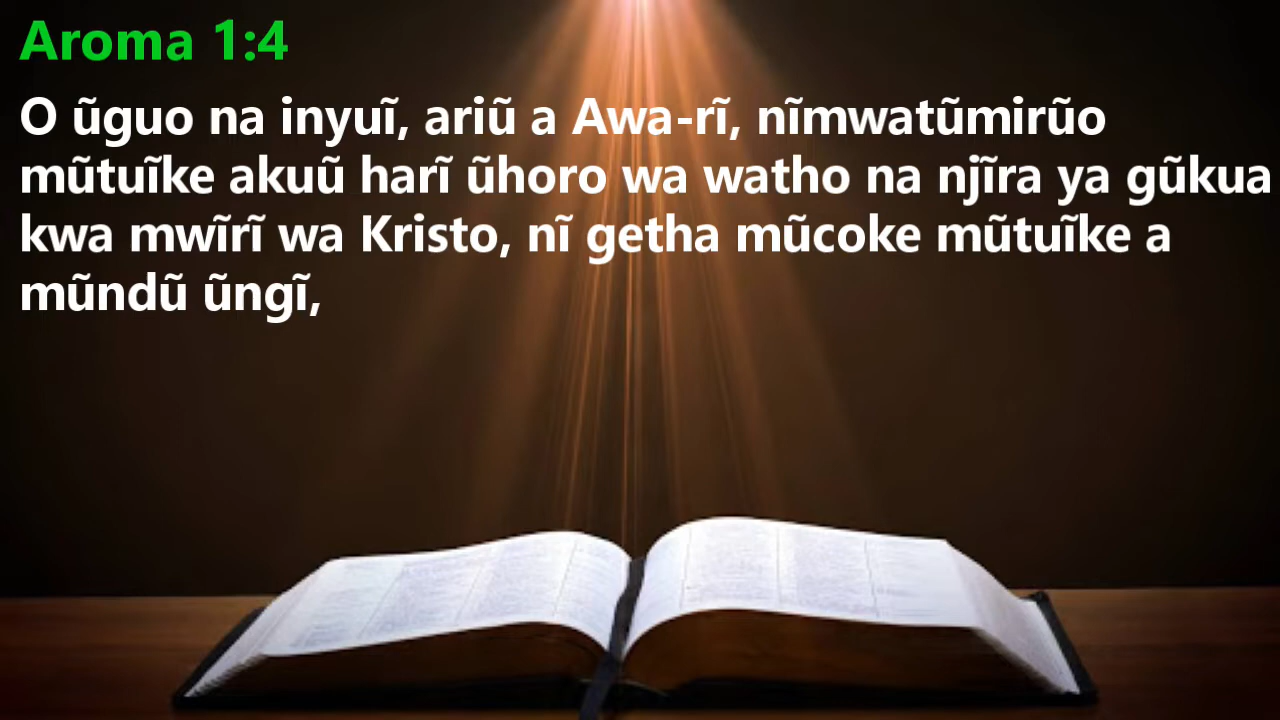 Aroma 1:4
O ũguo na inyuĩ, ariũ a Awa-rĩ, nĩmwatũmirũo
mũtuĩke akuũ harĩ ũhoro wa watho na njĩra ya gũkua
kwa mwĩrĩ wa Kristo, nĩ getha mũcoke mũtuĩke a
mũndũ ũngĩ,